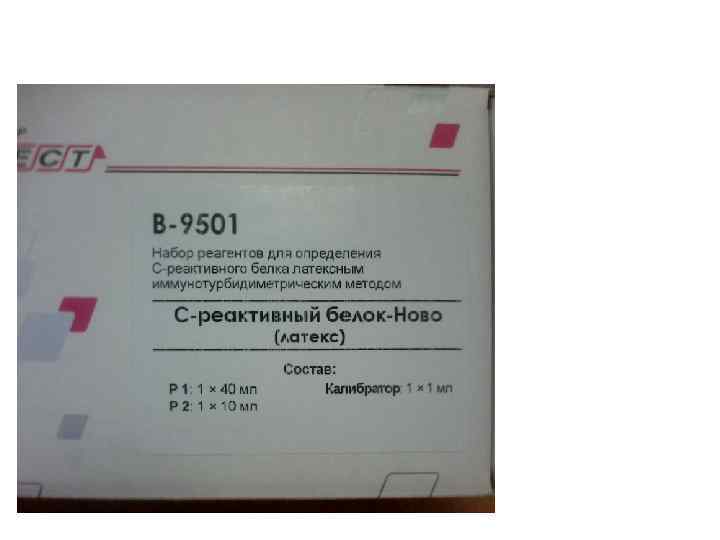 ЕСТ
В-9501
Набор реагентов для определения
С-реактивного белка латексным
иммунотурбидиметрическим методом
С-реактивный белок-Ново
(латекс)
Состав:
Р 1: 1 × 40 мл
Калибратор: 1 × 1 мл
Р 2: 1 × 10 мл